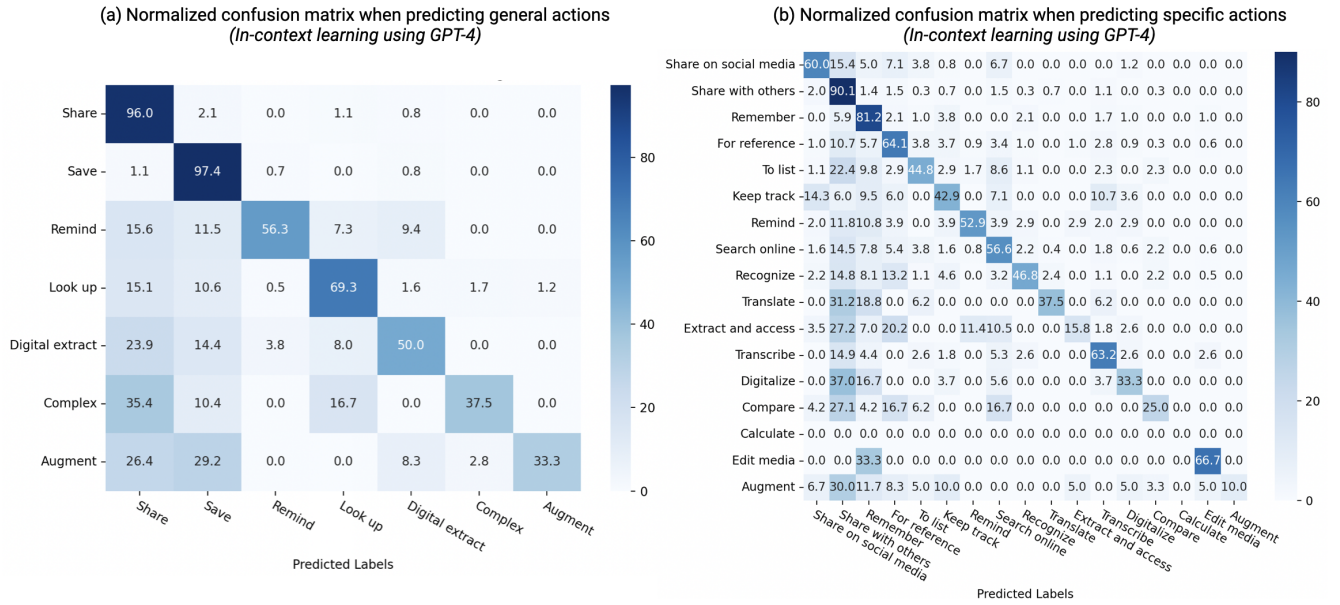 (a) Normalized confusion matrix when predicting general actions
(In-context learning using GPT-4)
Share 96.0 2.1 0.0 1.1 0.8 0.0 0.0
Save 1.1 97.4 0.7 0.0 0.8 0.0 0.0
Remind 15.6 11.5 56.3 7.3 9.4 0.0 0.0
Look up 15.1 10.6 0.5 69.3 1.6 1.7 1.2
Digital extract 23.9 14.4 3.8 8.0 50.0 0.0 0.0
Complex 35.4 10.4 0.0 16.7 0.0 37.5 0.0
Augment 26.4 29.2 0.0 0.0 8.3 2.8 33.3
Share Save Remind Look up Digital extract Complex Augment
Predicted Labels
80
60
40
20
0
(b) Normalized confusion matrix when predicting specific actions
(In-context learning using GPT-4)
Share on social media 60.0 15.4 5.0 7.1 3.8 0.8 0.0 6.7 0.0 0.0 0.0 0.0 1.2 0.0 0.0 0.0 0.0
Share with others 2.0 90.1 1.4 1.5 0.3 0.7 0.0 1.5 0.3 0.7 0.0 1.1 0.0 0.3 0.0 0.0 0.0
Remember 0.0 5.9 81.2 2.1 1.0 3.8 0.0 0.0 2.1 0.0 0.0 1.7 1.0 0.0 0.0 1.0 0.0
For reference 1.0 10.7 5.7 64.1 3.8 3.7 0.9 3.4 1.0 0.0 1.0 2.8 0.9 0.3 0.0 0.6 0.0
To list 1.1 22.4 9.8 2.9 44.8 2.9 1.7 8.6 1.1 0.0 0.0 2.3 0.0 2.3 0.0 0.0 0.0
Keep track 14.3 6.0 9.5 6.0 0.0 42.9 0.0 7.1 0.0 0.0 0.0 10.7 3.6 0.0 0.0 0.0 0.0
Remind 2.0 11.8 10.8 3.9 0.0 3.9 52.9 3.9 2.9 0.0 2.9 2.0 2.9 0.0 0.0 0.0 0.0
Search online 1.6 14.5 7.8 5.4 3.8 1.6 0.8 56.6 2.2 0.4 0.0 1.8 0.6 2.2 0.0 0.6 0.0
Recognize 2.2 14.8 8.1 13.2 1.1 4.6 0.0 3.2 46.8 2.4 0.0 1.1 0.0 2.2 0.0 0.5 0.0
Translate 0.0 31.2 18.8 0.0 6.2 0.0 0.0 0.0 0.0 37.5 0.0 6.2 0.0 0.0 0.0 0.0 0.0
Extract and access 3.5 27.2 7.0 20.2 0.0 0.0 11.4 10.5 0.0 0.0 15.8 1.8 2.6 0.0 0.0 0.0 0.0
Transcribe 0.0 14.9 4.4 0.0 2.6 1.8 0.0 5.3 2.6 0.0 0.0 63.2 2.6 0.0 0.0 2.6 0.0
Digitalize 0.0 37.0 16.7 0.0 0.0 3.7 0.0 5.6 0.0 0.0 0.0 3.7 33.3 0.0 0.0 0.0 0.0
Compare 4.2 27.1 4.2 16.7 6.2 0.0 0.0 16.7 0.0 0.0 0.0 0.0 0.0 25.0 0.0 0.0 0.0
Calculate 0.0 0.0 0.0 0.0 0.0 0.0 0.0 0.0 0.0 0.0 0.0 0.0 0.0 0.0 0.0 0.0 0.0
Edit media 0.0 0.0 33.3 0.0 0.0 0.0 0.0 0.0 0.0 0.0 0.0 0.0 0.0 0.0 0.0 66.7 0.0
Augment 6.7 30.0 11.7 8.3 5.0 10.0 0.0 0.0 0.0 0.0 5.0 0.0 5.0 3.3 0.0 5.0 10.0
Share on social media Share with others Remember For reference To list Keep track Remind Search online Recognize Translate Extract and access Transcribe Digitalize Compare Calculate Edit media Augment
Predicted Labels
80
60
40
20
0